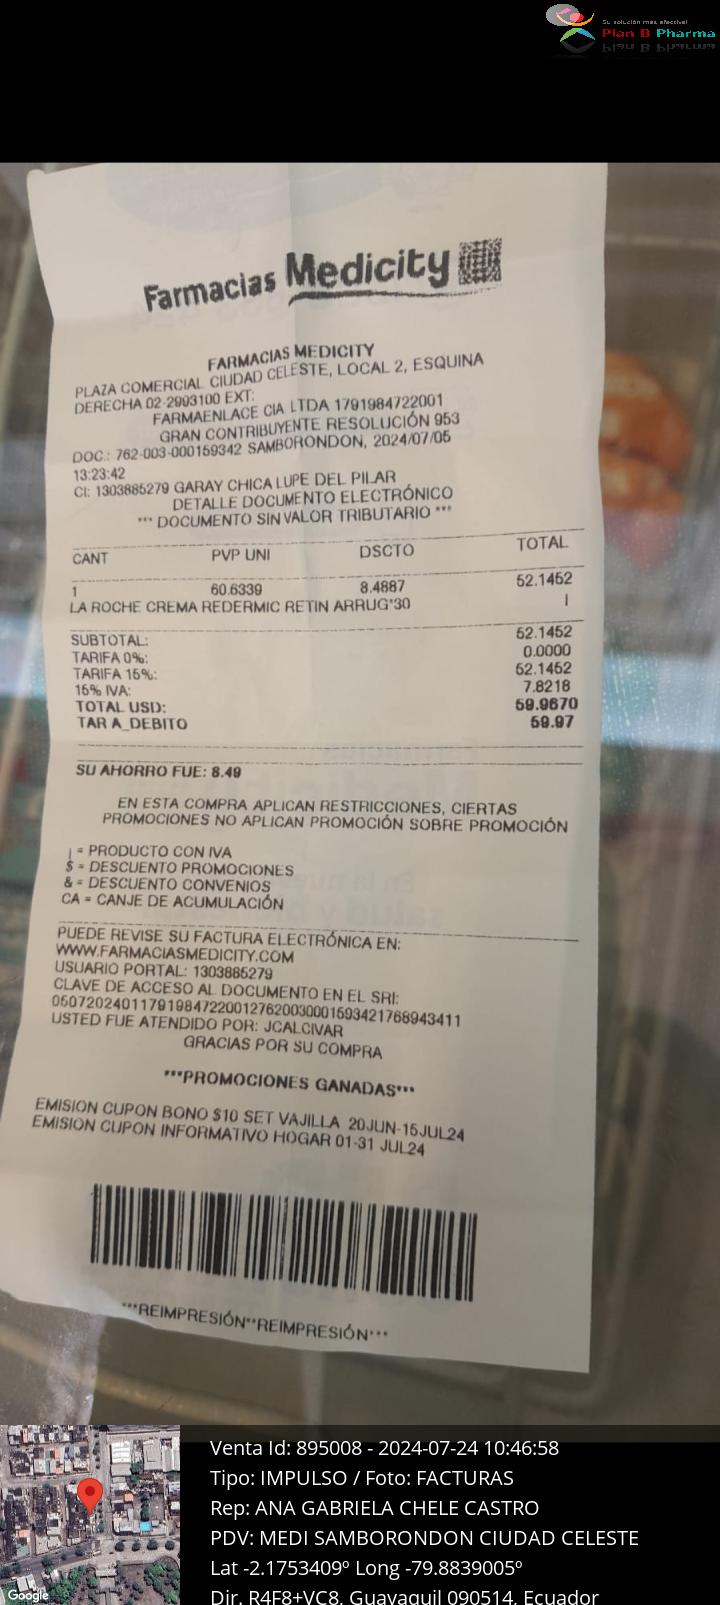 Su solución mas efectiva!
Plan B Pharma
Farmacias Medicity
FARMACIAS MEDICITY
PLAZA COMERCIAL CIUDAD CELESTE, LOCAL 2, ESQUINA
DERECHA 02-2993100 EXT:
FARMAENLACE CIA LTDA 1791984722001
GRAN CONTRIBUYENTE RESOLUCIÓN 953
DOC.: 762-003-000159342 SAMBORONDON, 2024/07/05
13:23:42
CI: 1303885279 GARAY CHICA LUPE DEL PILAR
DETALLE DOCUMENTO ELECTRÓNICO
*** DOCUMENTO SIN VALOR TRIBUTARIO ***
CANT PVP UNI DSCTO TOTAL
1 60.6339 8.4887 52.1452
LA ROCHE CREMA REDERMIC RETIN ARRUG*30 |
SUBTOTAL: 52.1452
TARIFA 0%: 0.0000
TARIFA 15%: 52.1452
15% IVA: 7.8218
TOTAL USD: 59.9670
TAR A_DEBITO 59.97
SU AHORRO FUE: 8.49
EN ESTA COMPRA APLICAN RESTRICCIONES, CIERTAS
PROMOCIONES NO APLICAN PROMOCIÓN SOBRE PROMOCIÓN
| = PRODUCTO CON IVA
$ = DESCUENTO PROMOCIONES
& = DESCUENTO CONVENIOS
CA = CANJE DE ACUMULACIÓN
PUEDE REVISE SU FACTURA ELECTRÓNICA EN:
WWW.FARMACIASMEDICITY.COM
USUARIO PORTAL: 1303885279
CLAVE DE ACCESO AL DOCUMENTO EN EL SRI:
0507202401179198472200127620030001593421768943411
USTED FUE ATENDIDO POR: JCALCIVAR
GRACIAS POR SU COMPRA
***PROMOCIONES GANADAS***
EMISION CUPON BONO $10 SET VAJILLA 20JUN-15JUL24
EMISION CUPON INFORMATIVO HOGAR 01-31 JUL24
***REIMPRESIÓN**REIMPRESIÓN***
Venta Id: 895008 - 2024-07-24 10:46:58
Tipo: IMPULSO / Foto: FACTURAS
Rep: ANA GABRIELA CHELE CASTRO
PDV: MEDI SAMBORONDON CIUDAD CELESTE
Lat -2.1753409º Long -79.8839005º
Dir. R4F8+VC8, Guayaquil 090514, Ecuador
Google